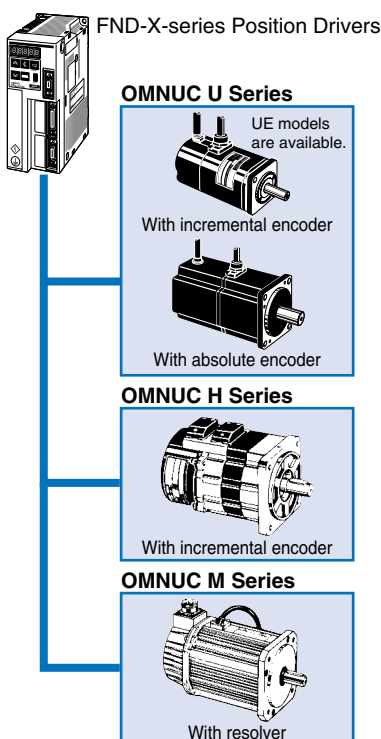 FND-X-series Position Drivers
OMNUC U Series
UE models
are available.
With incremental encoder
With absolute encoder
OMNUC H Series
With incremental encoder
OMNUC M Series
With resolver